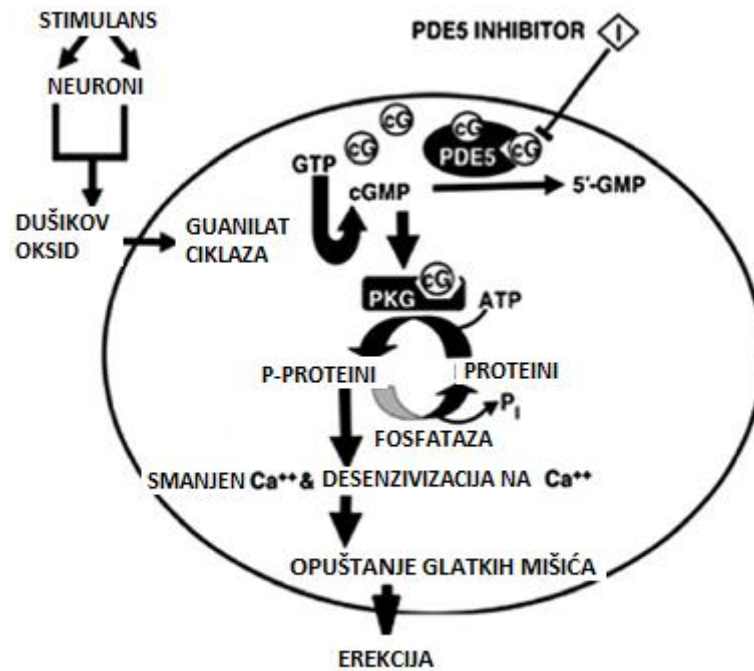 STIMULANS
PDE5 INHIBITOR I
NEURONI
cG
cG
cG
PDE5 cG
GTP
cGMP
5'-GMP
DUŠIKOV
OKSID
GUANILAT
CIKLAZA
cG
PKG
ATP
P-PROTEINI
PROTEINI
PI
FOSFATAZA
SMANJEN Ca++ & DESENZIVIZACIJA NA Ca++
OPUŠTANJE GLATKIH MIŠIĆA
EREKCIJA